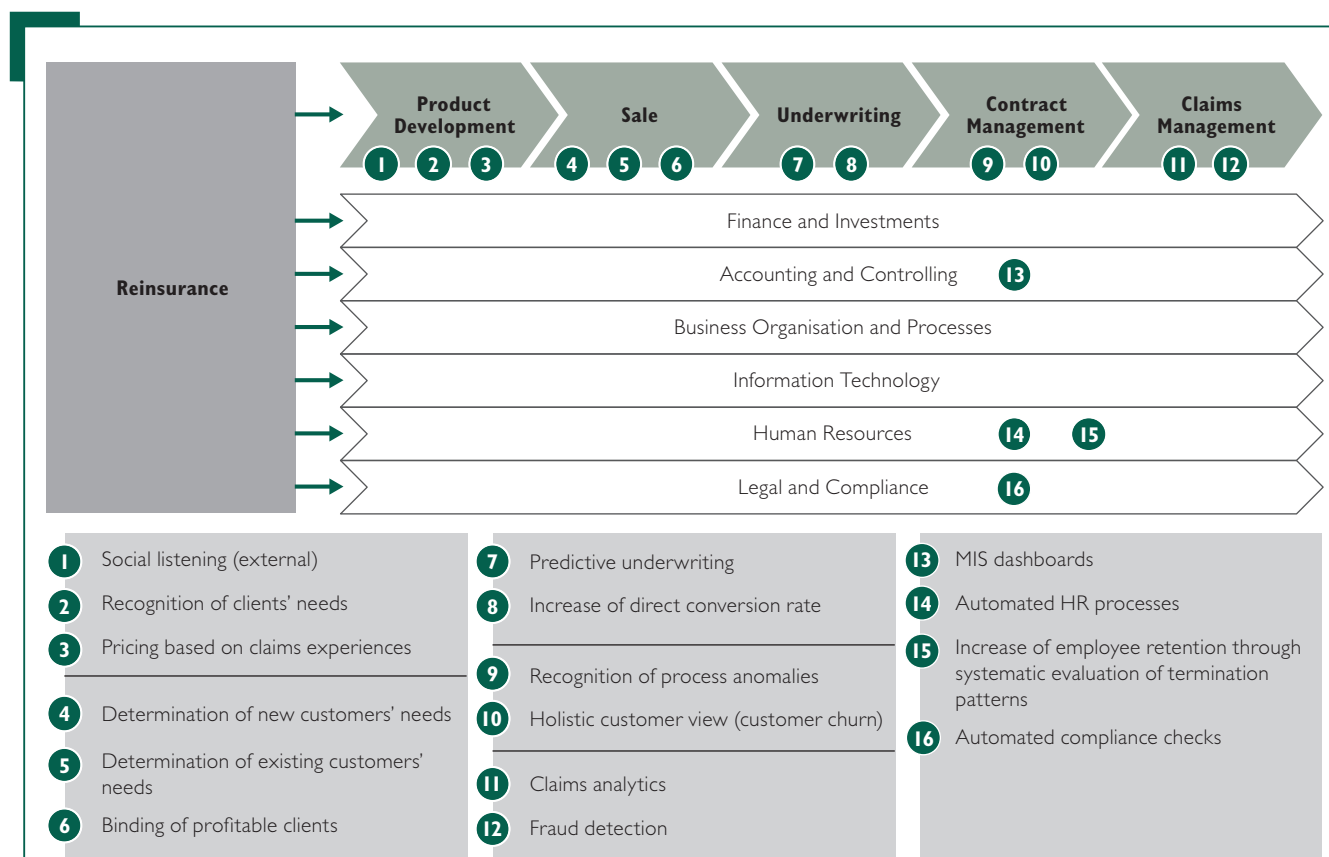 Reinsurance
Product
Development
Sale
Underwriting
Contract
Management
Claims
Management
1 2 3 4 5 6 7 8 9 10 11 12
Finance and Investments
Accounting and Controlling 13
Business Organisation and Processes
Information Technology
Human Resources 14 15
Legal and Compliance 16
1 Social listening (external)
2 Recognition of clients’ needs
3 Pricing based on claims experiences
4 Determination of new customers’ needs
5 Determination of existing customers’
needs
6 Binding of profitable clients
7 Predictive underwriting
8 Increase of direct conversion rate
9 Recognition of process anomalies
10 Holistic customer view (customer churn)
11 Claims analytics
12 Fraud detection
13 MIS dashboards
14 Automated HR processes
15 Increase of employee retention through
systematic evaluation of termination
patterns
16 Automated compliance checks